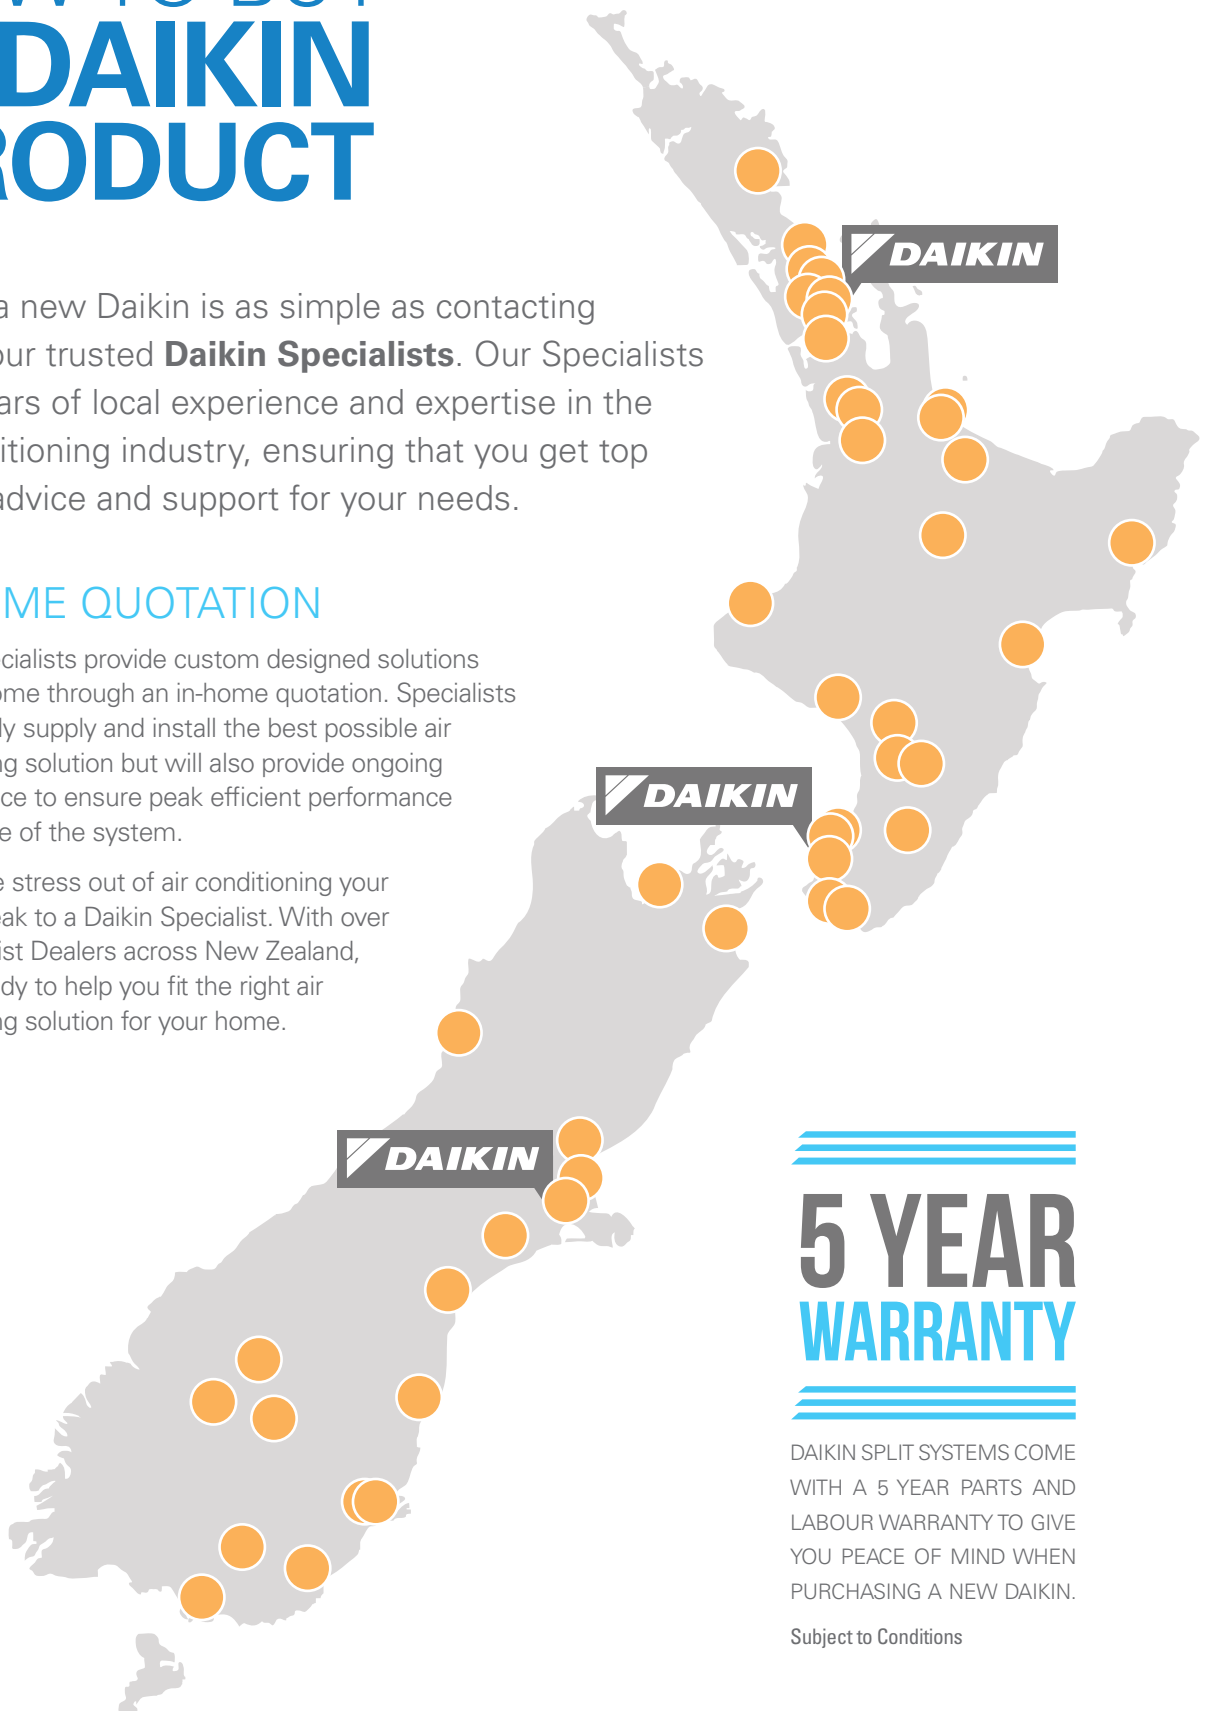 W TO BUY
DAIKIN
RODUCT
a new Daikin is as simple as contacting
our trusted Daikin Specialists. Our Specialists
ars of local experience and expertise in the
itioning industry, ensuring that you get top
advice and support for your needs.
ME QUOTATION
cialists provide custom designed solutions
ome through an in-home quotation. Specialists
ly supply and install the best possible air
ng solution but will also provide ongoing
ce to ensure peak efficient performance
e of the system.
e stress out of air conditioning your
eak to a Daikin Specialist. With over
ist Dealers across New Zealand,
dy to help you fit the right air
ng solution for your home.
DAIKIN
DAIKIN
DAIKIN
5 YEAR
WARRANTY
DAIKIN SPLIT SYSTEMS COME
WITH A 5 YEAR PARTS AND
LABOUR WARRANTY TO GIVE
YOU PEACE OF MIND WHEN
PURCHASING A NEW DAIKIN.
Subject to Conditions